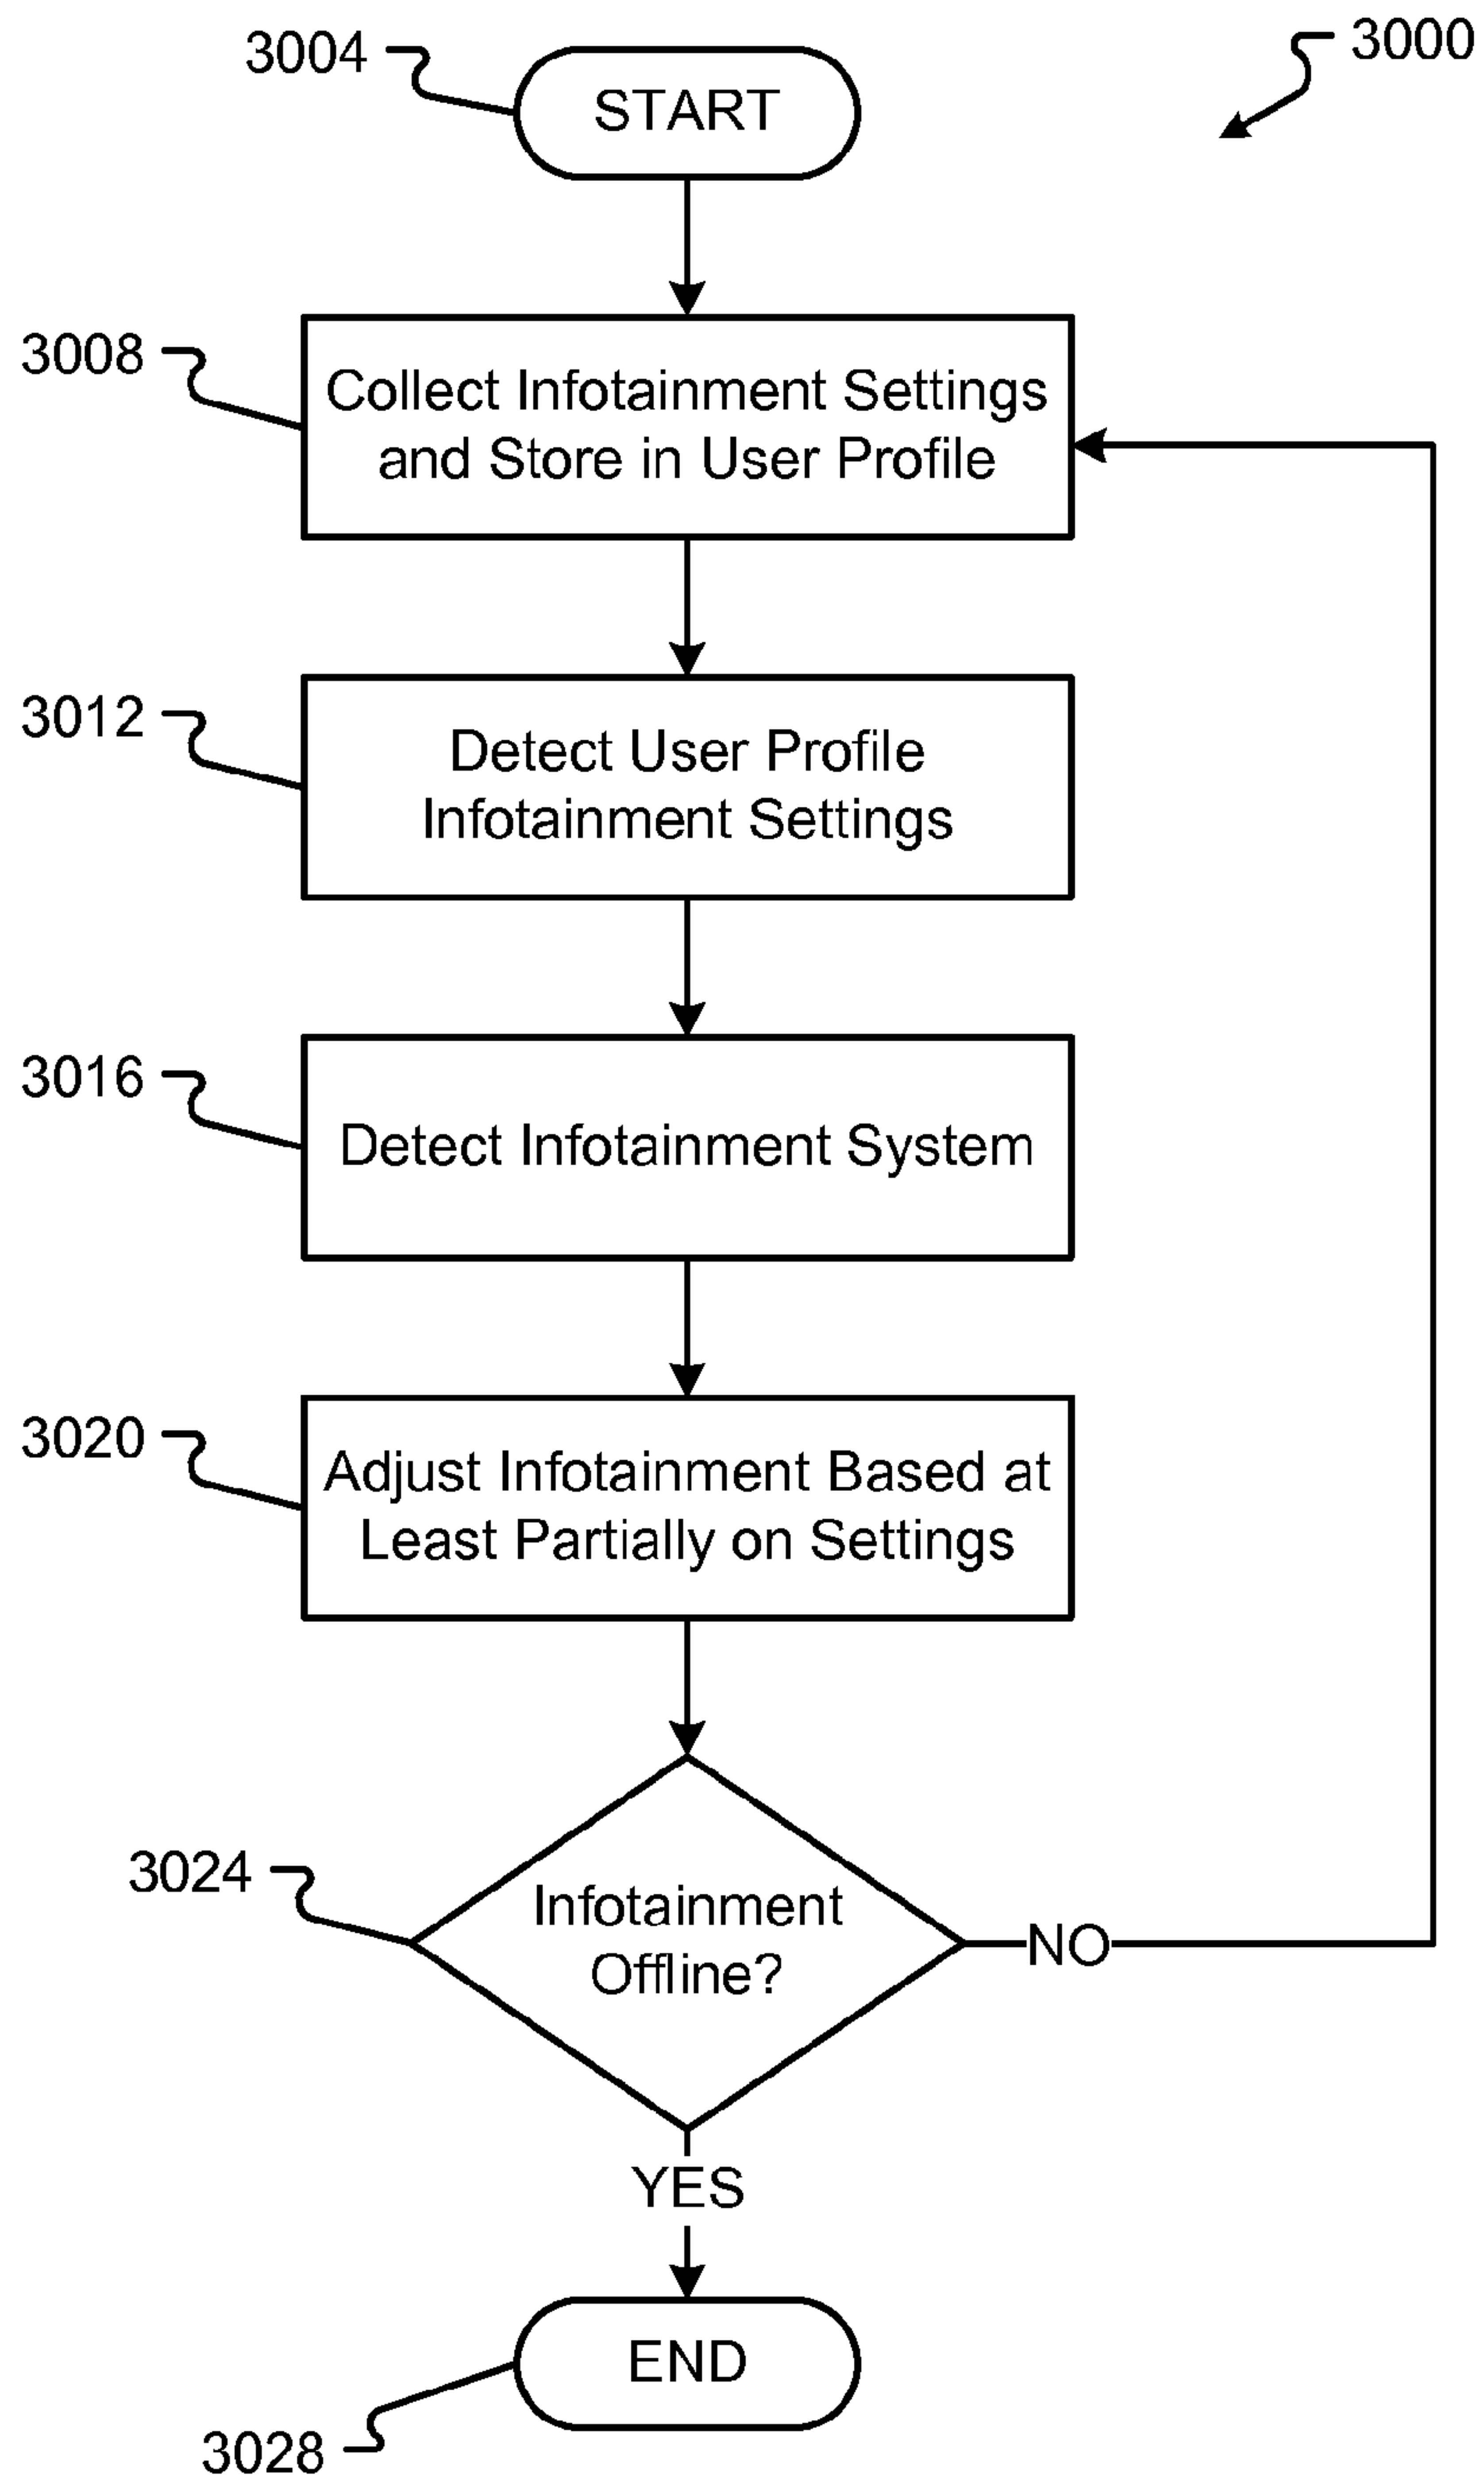 3000
3004
START
3008
Collect Infotainment Settings
and Store in User Profile
3012
Detect User Profile
Infotainment Settings
3016
Detect Infotainment System
3020
Adjust Infotainment Based at
Least Partially on Settings
3024
Infotainment
Offline?
NO
YES
END
3028